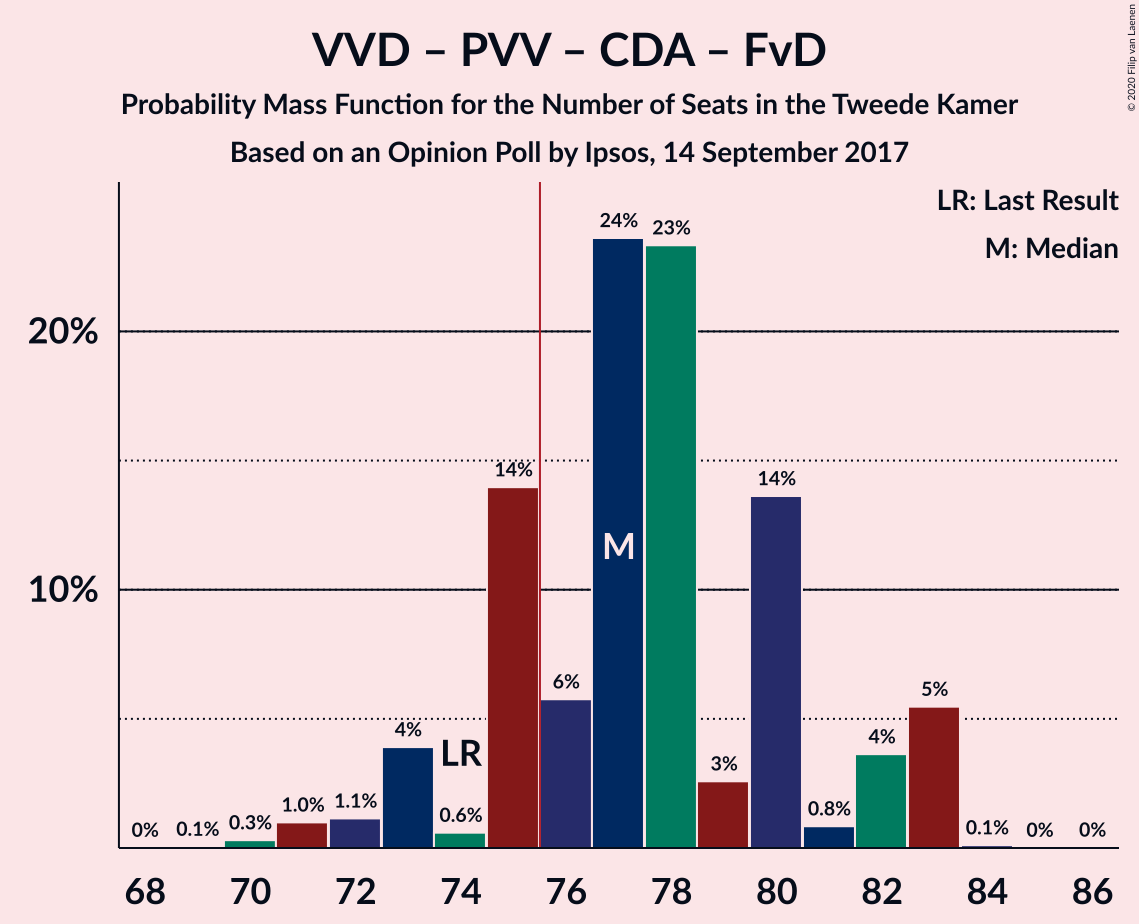 VVD – PVV – CDA – FvD
Probability Mass Function for the Number of Seats in the Tweede Kamer
Based on an Opinion Poll by Ipsos, 14 September 2017
© 2020 Filip van Laenen
LR: Last Result
M: Median
20%
10%
0%
0.1%
0.3%
1.0%
1.1%
4%
LR
0.6%
14%
6%
24%
M
23%
3%
14%
0.8%
4%
5%
0.1%
0%
0%
68 70 72 74 76 78 80 82 84 86